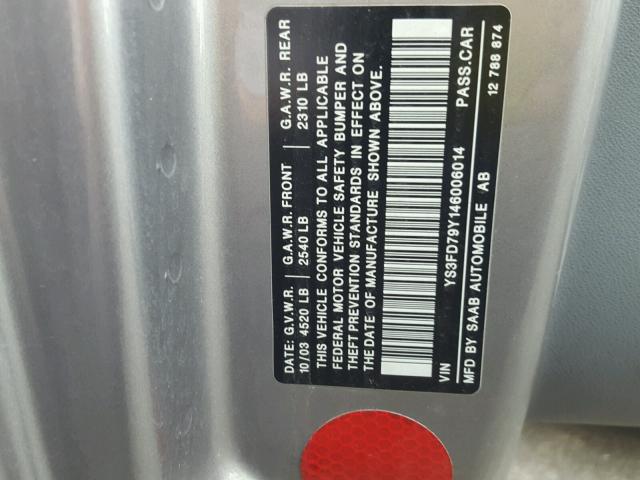 DATE: G.V.W.R. G.A.W.R. FRONT G.A.W.R. REAR
10/03 4520 LB 2540 LB 2310 LB
THIS VEHICLE CONFORMS TO ALL APPLICABLE
FEDERAL MOTOR VEHICLE SAFETY BUMPER AND
THEFT PREVENTION STANDARDS IN EFFECT ON
THE DATE OF MANUFACTURE SHOWN ABOVE.
VIN YS3FD79Y146006014 PASS.CAR
MFD BY SAAB AUTOMOBILE AB 12 788 874